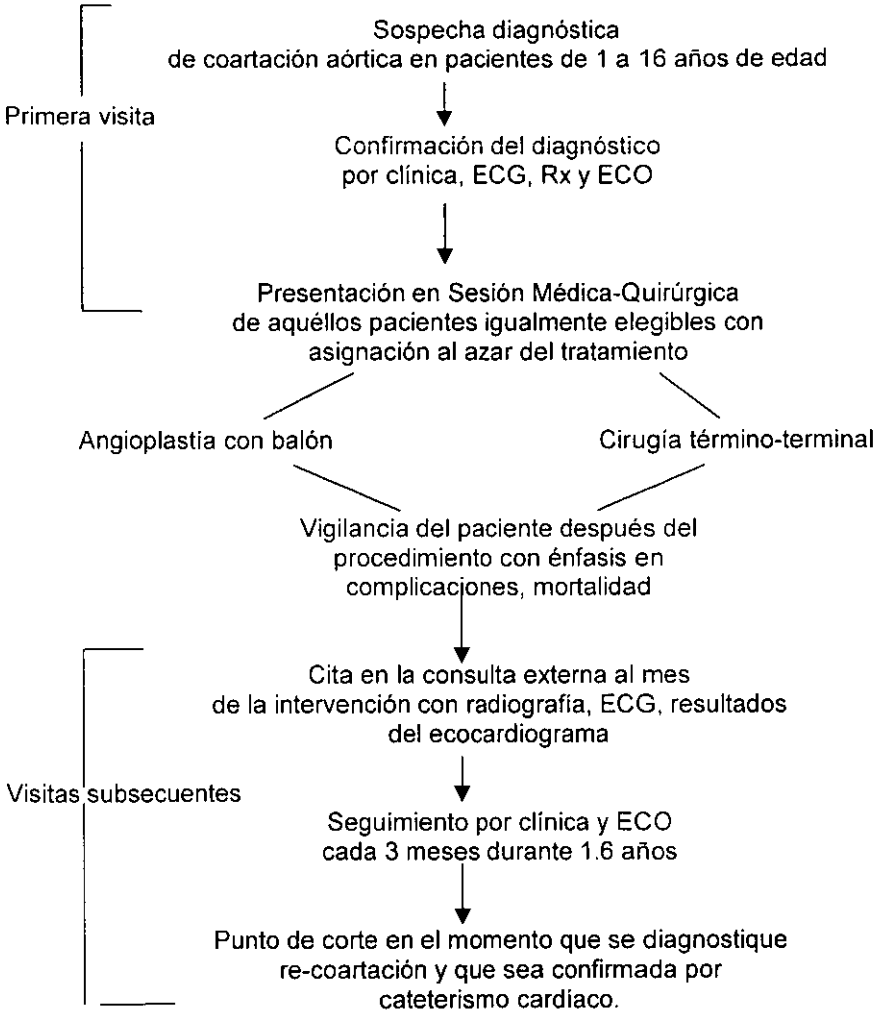 Sospecha diagnóstica
de coartación aórtica en pacientes de 1 a 16 años de edad
Primera visita
Confirmación del diagnóstico
por clínica, ECG, Rx y ECO
Presentación en Sesión Médica-Quirúrgica
de aquéllos pacientes igualmente elegibles con
asignación al azar del tratamiento
Angioplastía con balón
Cirugía término-terminal
Vigilancia del paciente después del
procedimiento con énfasis en
complicaciones, mortalidad
Cita en la consulta externa al mes
de la intervención con radiografía, ECG, resultados
del ecocardiograma
Visitas subsecuentes
Seguimiento por clínica y ECO
cada 3 meses durante 1.6 años
Punto de corte en el momento que se diagnostique
re-coartación y que sea confirmada por
cateterismo cardíaco.